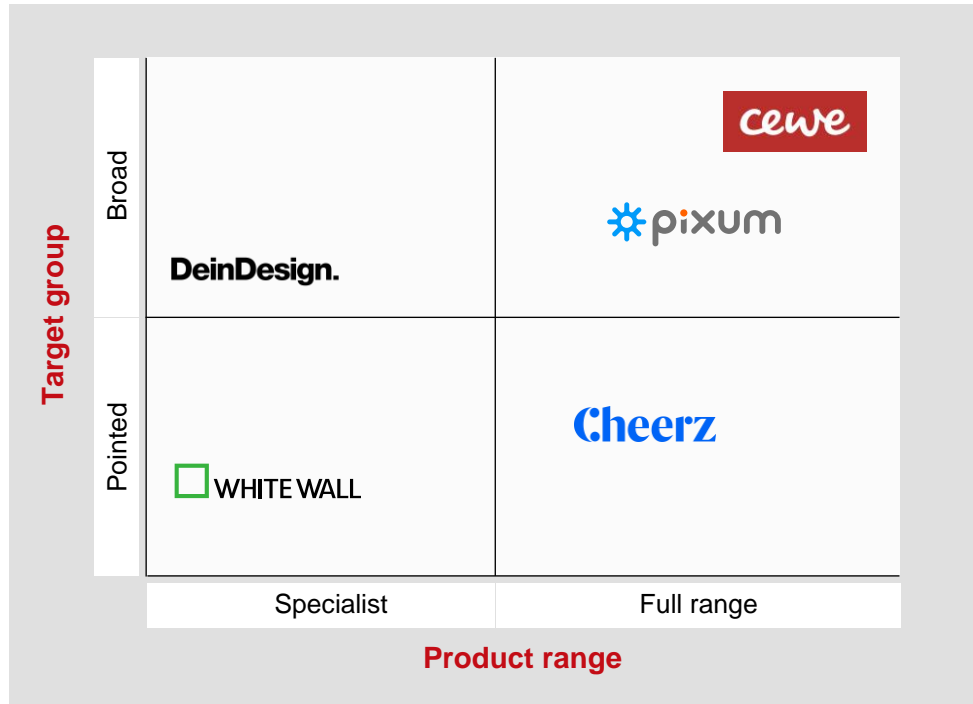 Target group
Broad
Pointed
cewe
pixum
DeinDesign.
Cheerz
WHITE WALL
Specialist
Full range
Product range